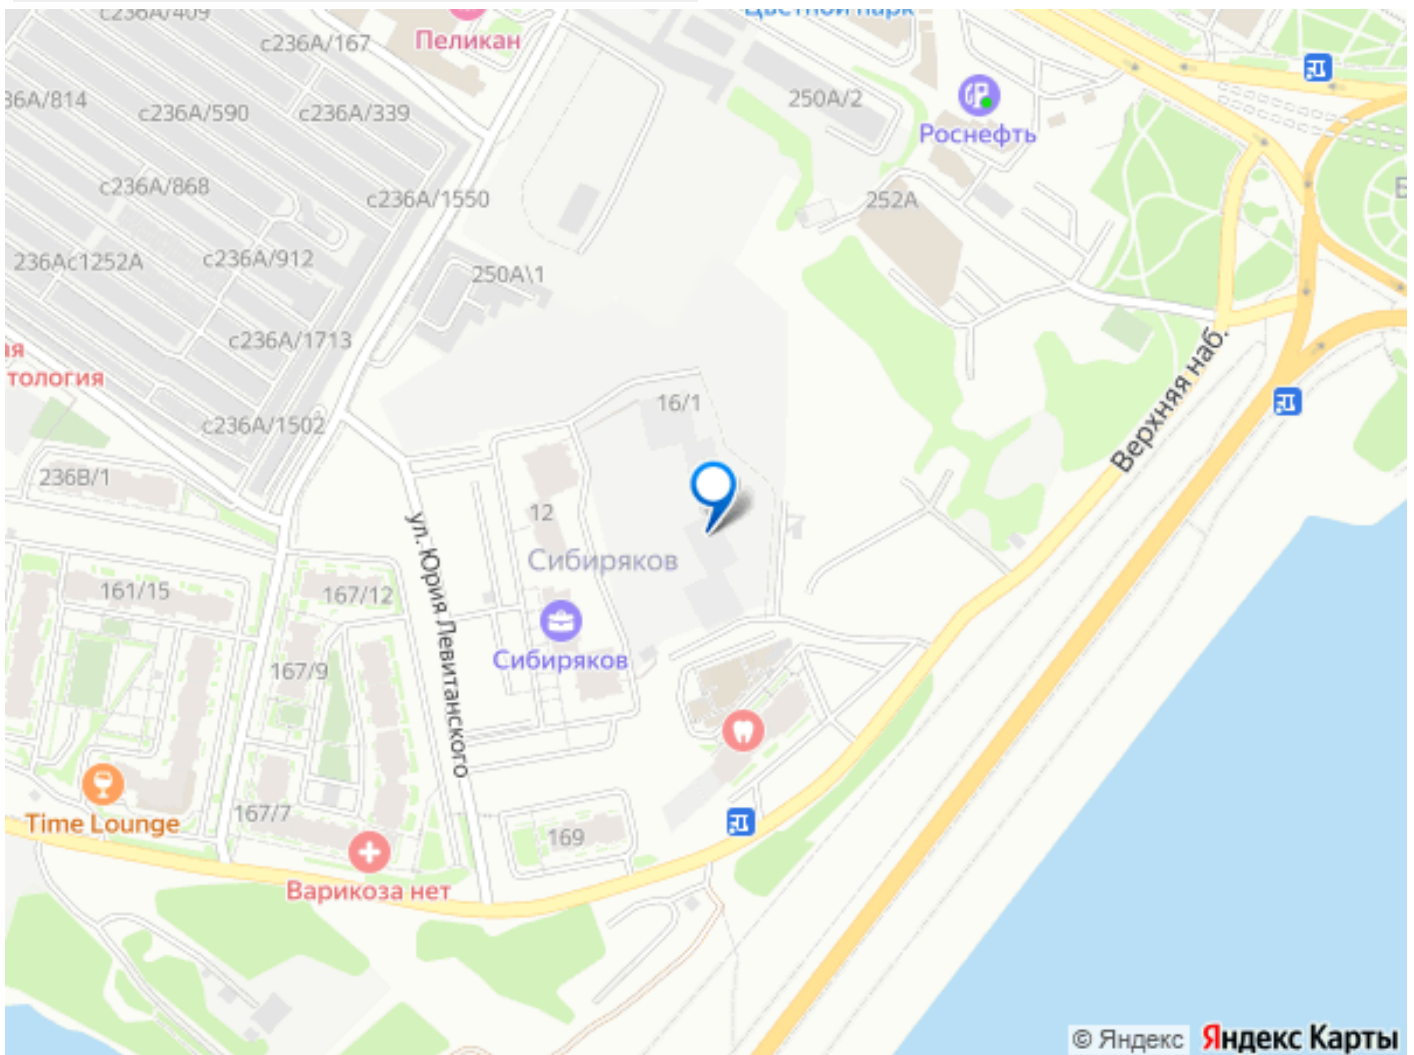 с236А/409
с236А/167
Пеликан
Цветной парк
36А/814
с236А/590
с236А/339
250А/2
Роснефть
с236А/868
с236А/1550
252А
В
236Ас1252А
с236А/912
250А\1
с236А/1713
ая
тология
с236А/1502
16/1
Верхняя наб.
236В/1
12
ул. Юрия Левитанского
Сибиряков
161/15
167/12
167/9
Сибиряков
Time Lounge
167/7
169
Варикоза нет
© Яндекс Яндекс Карты